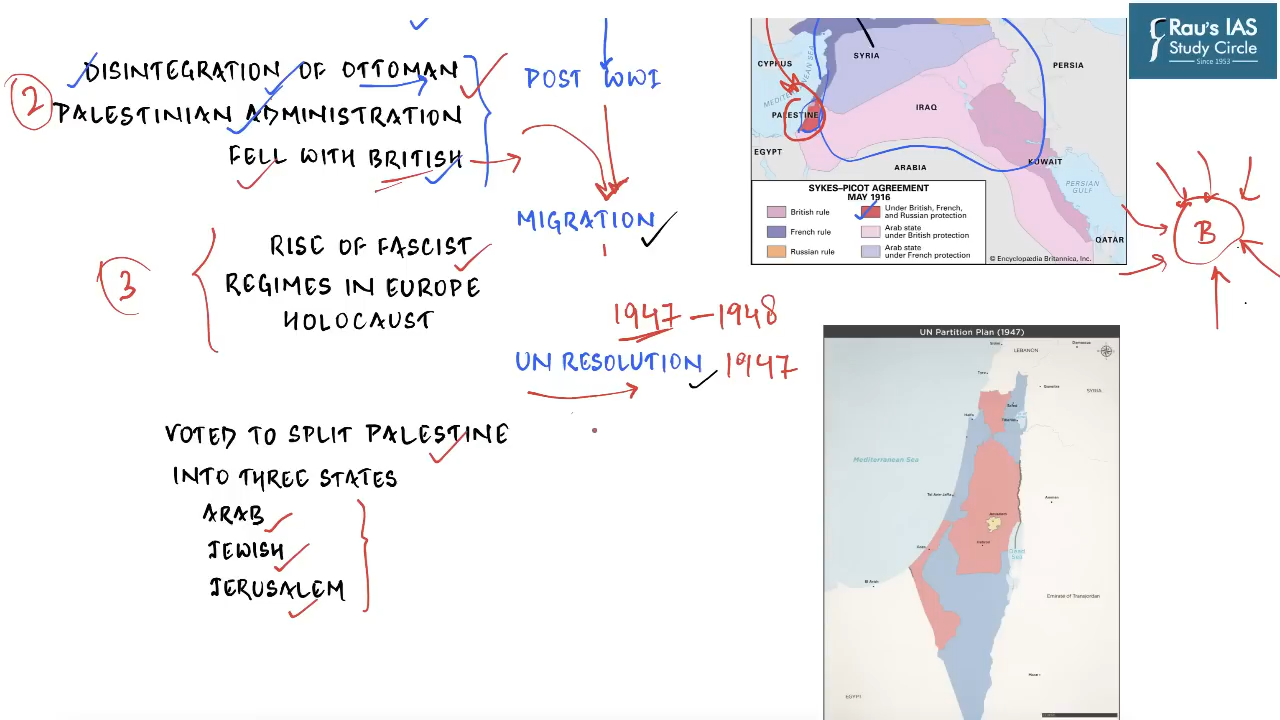 DISINTEGRATION OF OTTOMAN
PALESTINIAN ADMINISTRATION
FELL WITH BRITISH
2
POST WWI
MIGRATION
3
RISE OF FASCIST
REGIMES IN EUROPE
HOLOCAUST
1947 – 1948
UN RESOLUTION 1947
VOTED TO SPLIT PALESTINE
INTO THREE STATES
ARAB
JEWISH
JERUSALEM
CYPRUS
SYRIA
PERSIA
IRAQ
PALESTINE
EGYPT
ARABIA
KUWAIT
PERSIAN
GULF
QATAR
SYKES-PICOT AGREEMENT
MAY 1916
British rule
French rule
Russian rule
Under British, French,
and Russian protection
Arab state
under British protection
Arab state
under French protection
© Encyclopædia Britannica, Inc.
Rau's IAS
Study Circle
Since 1953
B
UN Partition Plan (1947)
LEBANON
SYRIA
Mediterranean Sea
Jerusalem
Emirate of Transjordan
EGYPT